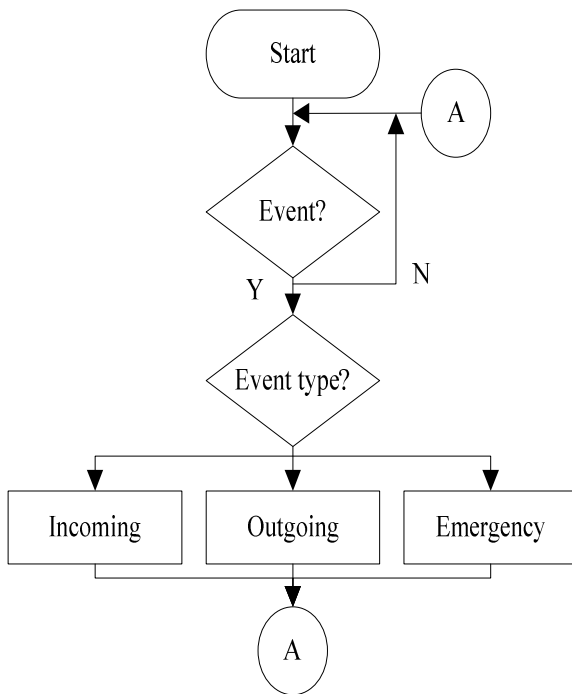 Start
A
Event?
Y
N
Event type?
Incoming
Outgoing
Emergency
A